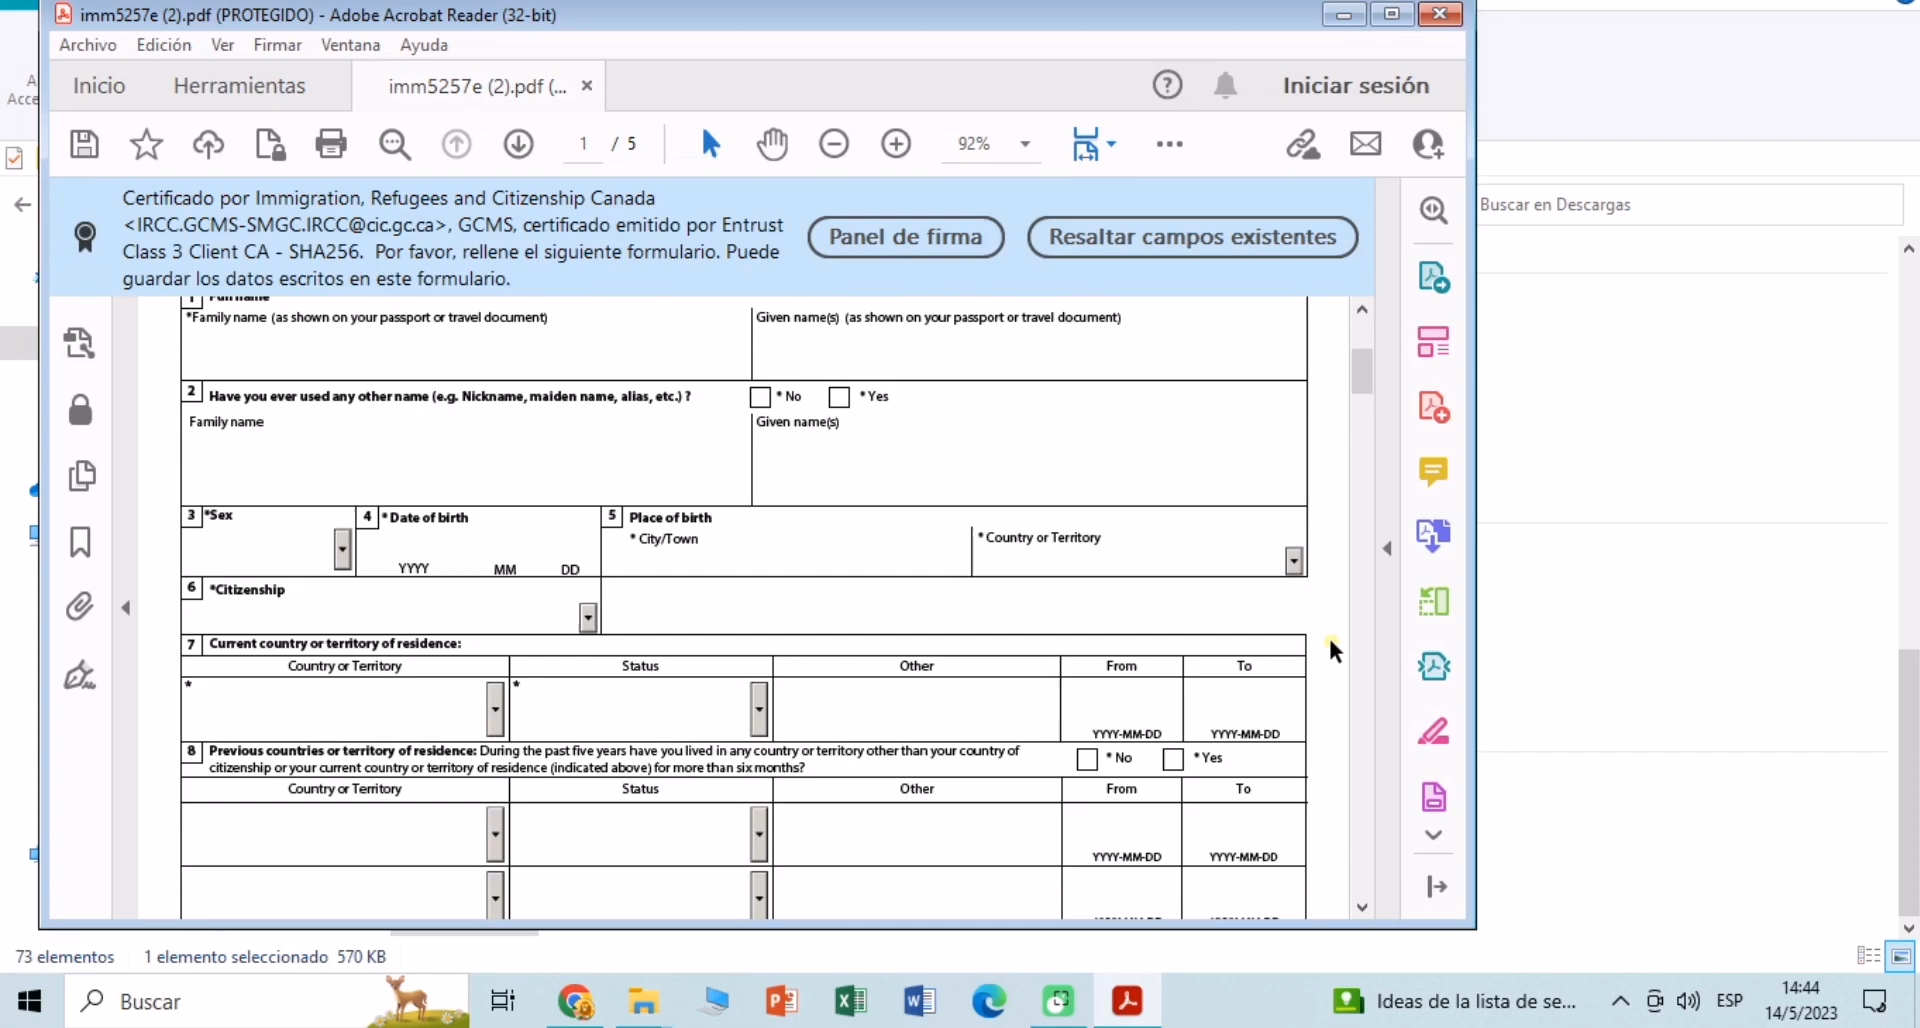 imm5257e (2).pdf (PROTEGIDO) - Adobe Acrobat Reader (32-bit)
Archivo Edición Ver Firmar Ventana Ayuda
Inicio Herramientas imm5257e (2).pdf (... × Iniciar sesión
1 / 5 92%
Certificado por Immigration, Refugees and Citizenship Canada
<IRCC.GCMS-SMGC.IRCC@cic.gc.ca>, GCMS, certificado emitido por Entrust
Class 3 Client CA - SHA256. Por favor, rellene el siguiente formulario. Puede
guardar los datos escritos en este formulario.
Panel de firma Resaltar campos existentes
Buscar en Descargas
A
Acce
1 Full name
*Family name (as shown on your passport or travel document) Given name(s) (as shown on your passport or travel document)
2 Have you ever used any other name (e.g. Nickname, maiden name, alias, etc.) ? * No * Yes
Family name Given name(s)
3 *Sex 4 * Date of birth 5 Place of birth
* City/Town * Country or Territory
YYYY MM DD
6 *Citizenship
7 Current country or territory of residence:
Country or Territory Status Other From To
* *
YYYY-MM-DD YYYY-MM-DD
8 Previous countries or territory of residence: During the past five years have you lived in any country or territory other than your country of
citizenship or your current country or territory of residence (indicated above) for more than six months? * No * Yes
Country or Territory Status Other From To
YYYY-MM-DD YYYY-MM-DD
73 elementos 1 elemento seleccionado 570 KB
Buscar
Ideas de la lista de se... ESP 14:44
14/5/2023